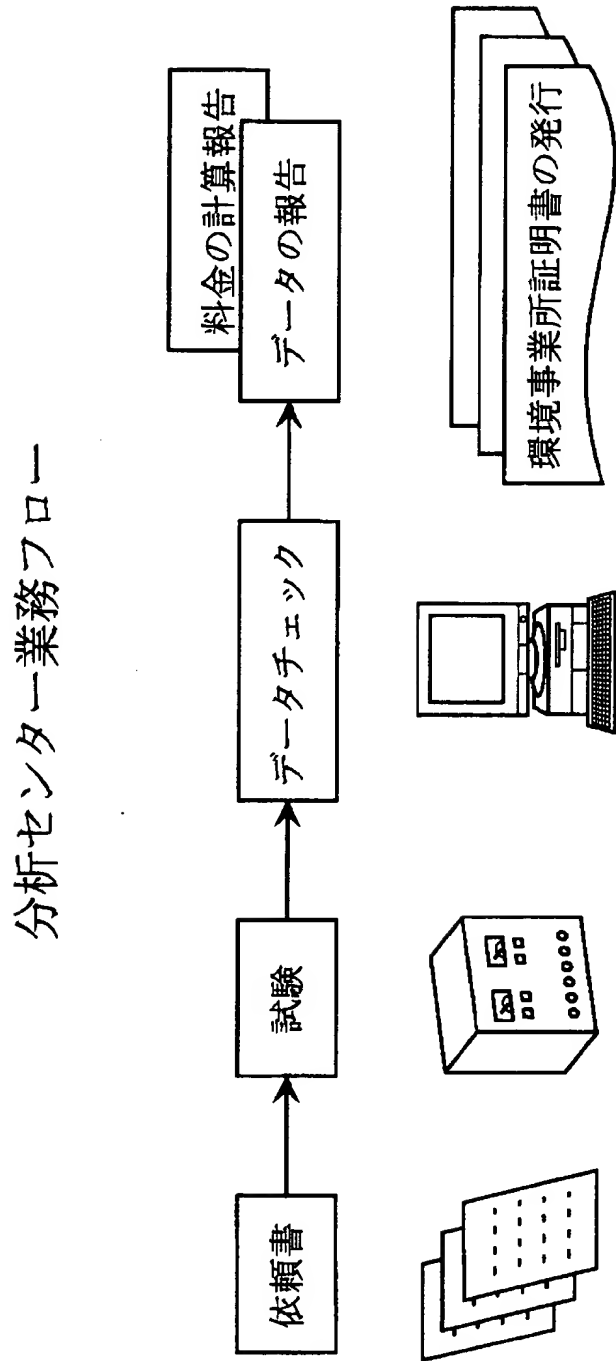 分析センター業務フロー
依頼書
試験
データチェック
料金の計算報告
データの報告
環境事業所証明書の発行